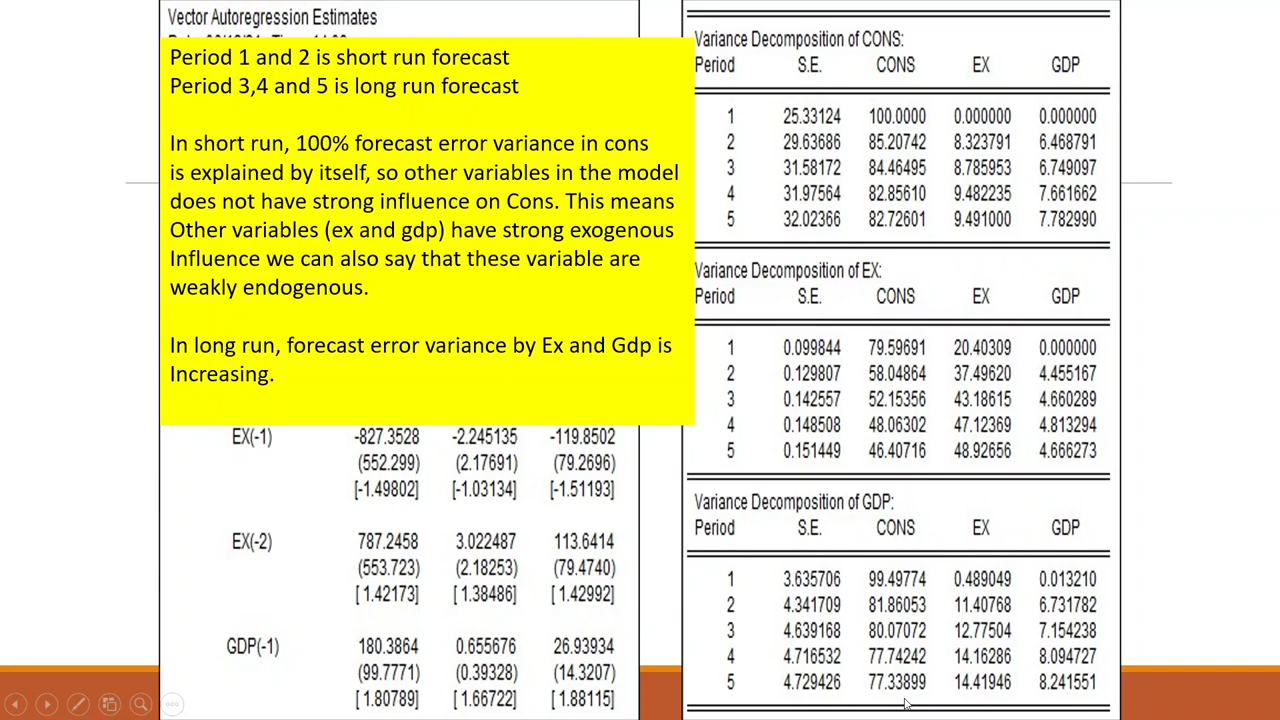 Vector Autoregression Estimates
Period 1 and 2 is short run forecast
Period 3,4 and 5 is long run forecast
In short run, 100% forecast error variance in cons
is explained by itself, so other variables in the model
does not have strong influence on Cons. This means
Other variables (ex and gdp) have strong exogenous
Influence we can also say that these variable are
weakly endogenous.
In long run, forecast error variance by Ex and Gdp is
Increasing.
EX(-1) -827.3528 -2.245135 -119.8502
(552.299) (2.17691) (79.2696)
[-1.49802] [-1.03134] [-1.51193]
EX(-2) 787.2458 3.022487 113.6414
(553.723) (2.18253) (79.4740)
[ 1.42173] [ 1.38486] [ 1.42992]
GDP(-1) 180.3864 0.655676 26.93934
(99.7771) (0.39328) (14.3207)
[ 1.80789] [ 1.66722] [ 1.88115]
Variance Decomposition of CONS:
Period S.E. CONS EX GDP
1 25.33124 100.0000 0.000000 0.000000
2 29.63686 85.20742 8.323791 6.468791
3 31.58172 84.46495 8.785953 6.749097
4 31.97564 82.85610 9.482235 7.661662
5 32.02366 82.72601 9.491000 7.782990
Variance Decomposition of EX:
Period S.E. CONS EX GDP
1 0.099844 79.59691 20.40309 0.000000
2 0.129807 58.04864 37.49620 4.455167
3 0.142557 52.15356 43.18615 4.660289
4 0.148508 48.06302 47.12369 4.813294
5 0.151449 46.40716 48.92656 4.666273
Variance Decomposition of GDP:
Period S.E. CONS EX GDP
1 3.635706 99.49774 0.489049 0.013210
2 4.341709 81.86053 11.40768 6.731782
3 4.639168 80.07072 12.77504 7.154238
4 4.716532 77.74242 14.16286 8.094727
5 4.729426 77.33899 14.41946 8.241551